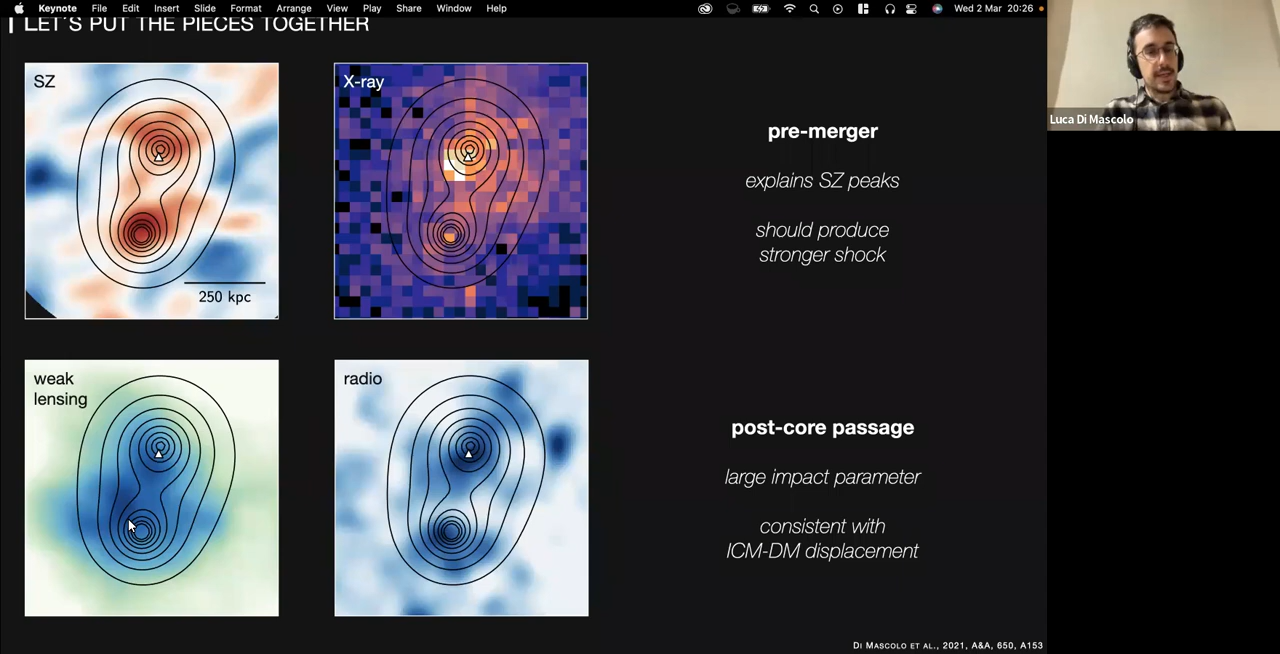 Keynote File Edit Insert Slide Format Arrange View Play Share Window Help Wed 2 Mar 20:26
LET'S PUT THE PIECES TOGETHER
SZ
250 kpc
X-ray
pre-merger
explains SZ peaks
should produce
stronger shock
Luca Di Mascolo
weak
lensing
radio
post-core passage
large impact parameter
consistent with
ICM-DM displacement
DI MASCOLO ET AL., 2021, A&A, 650, A153